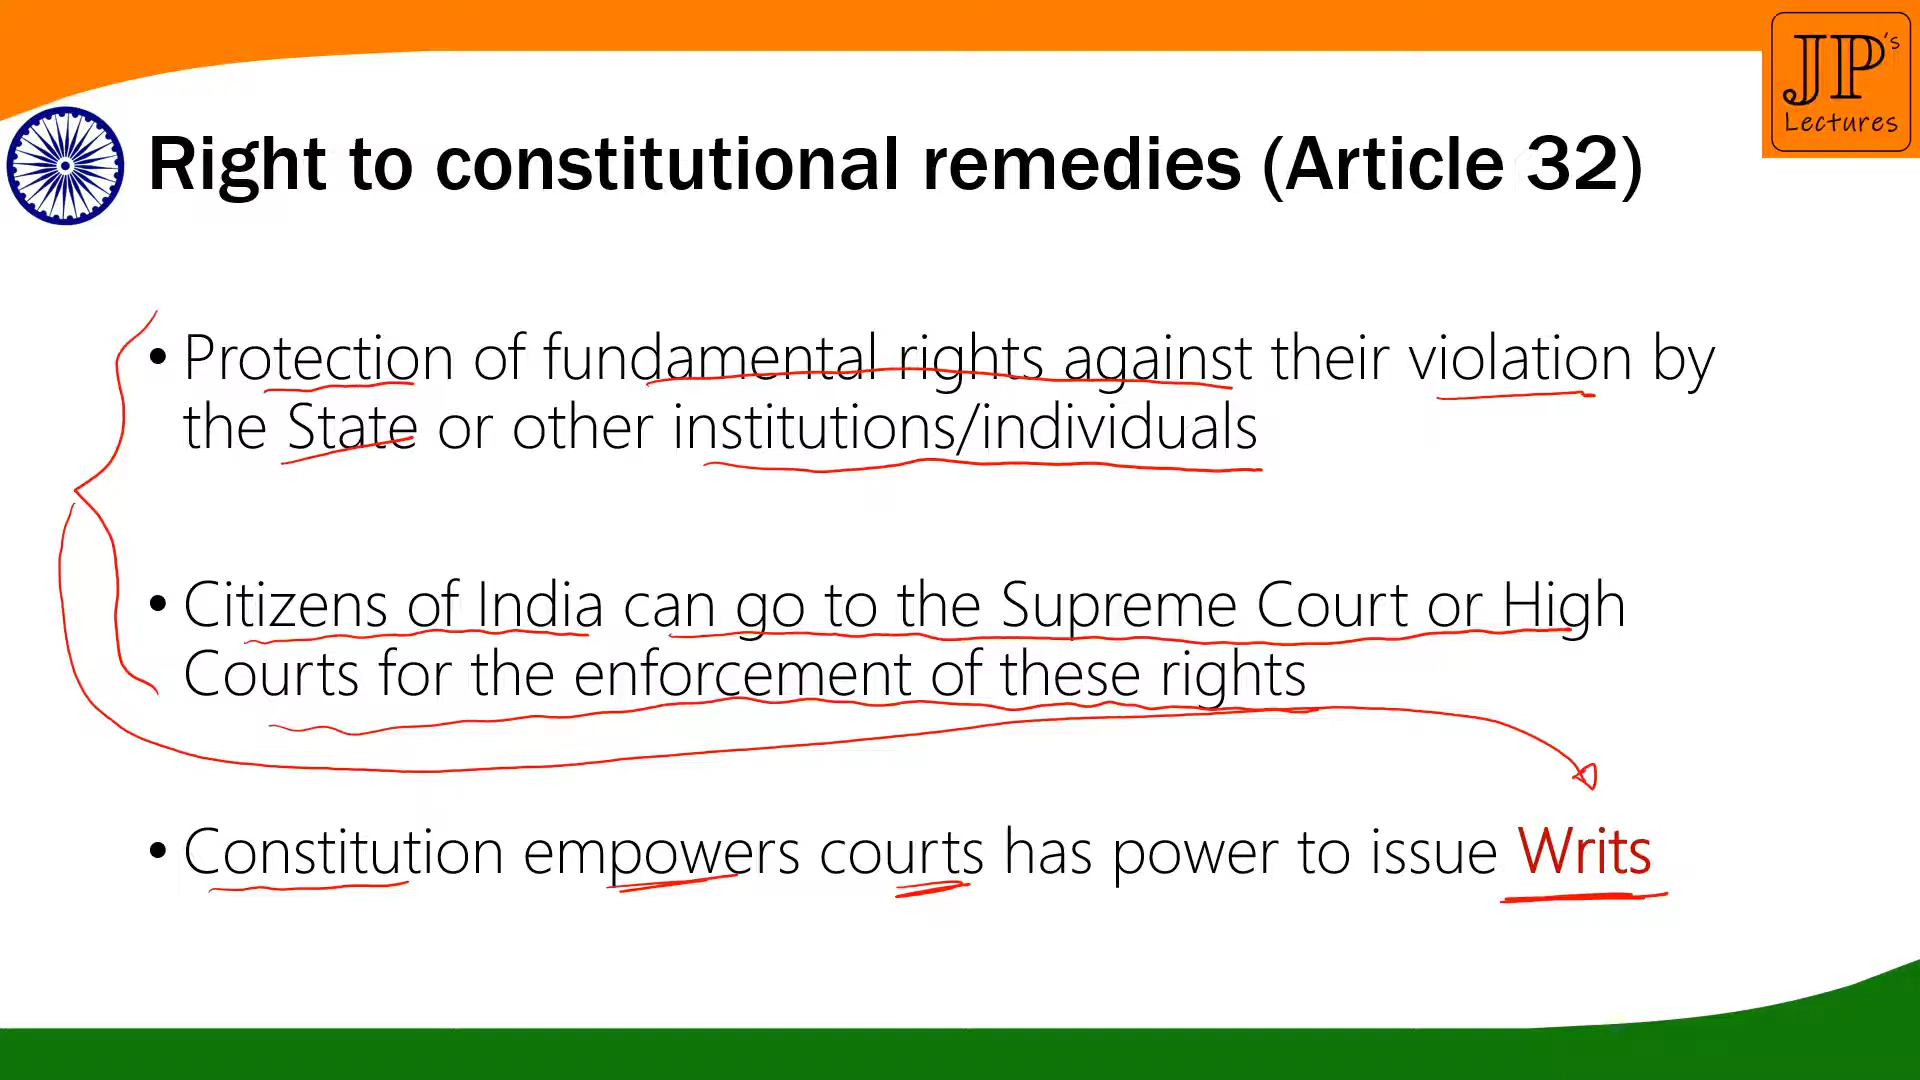 JP's
Lectures
Right to constitutional remedies (Article 32)
• Protection of fundamental rights against their violation by
the State or other institutions/individuals
• Citizens of India can go to the Supreme Court or High
Courts for the enforcement of these rights
• Constitution empowers courts has power to issue Writs